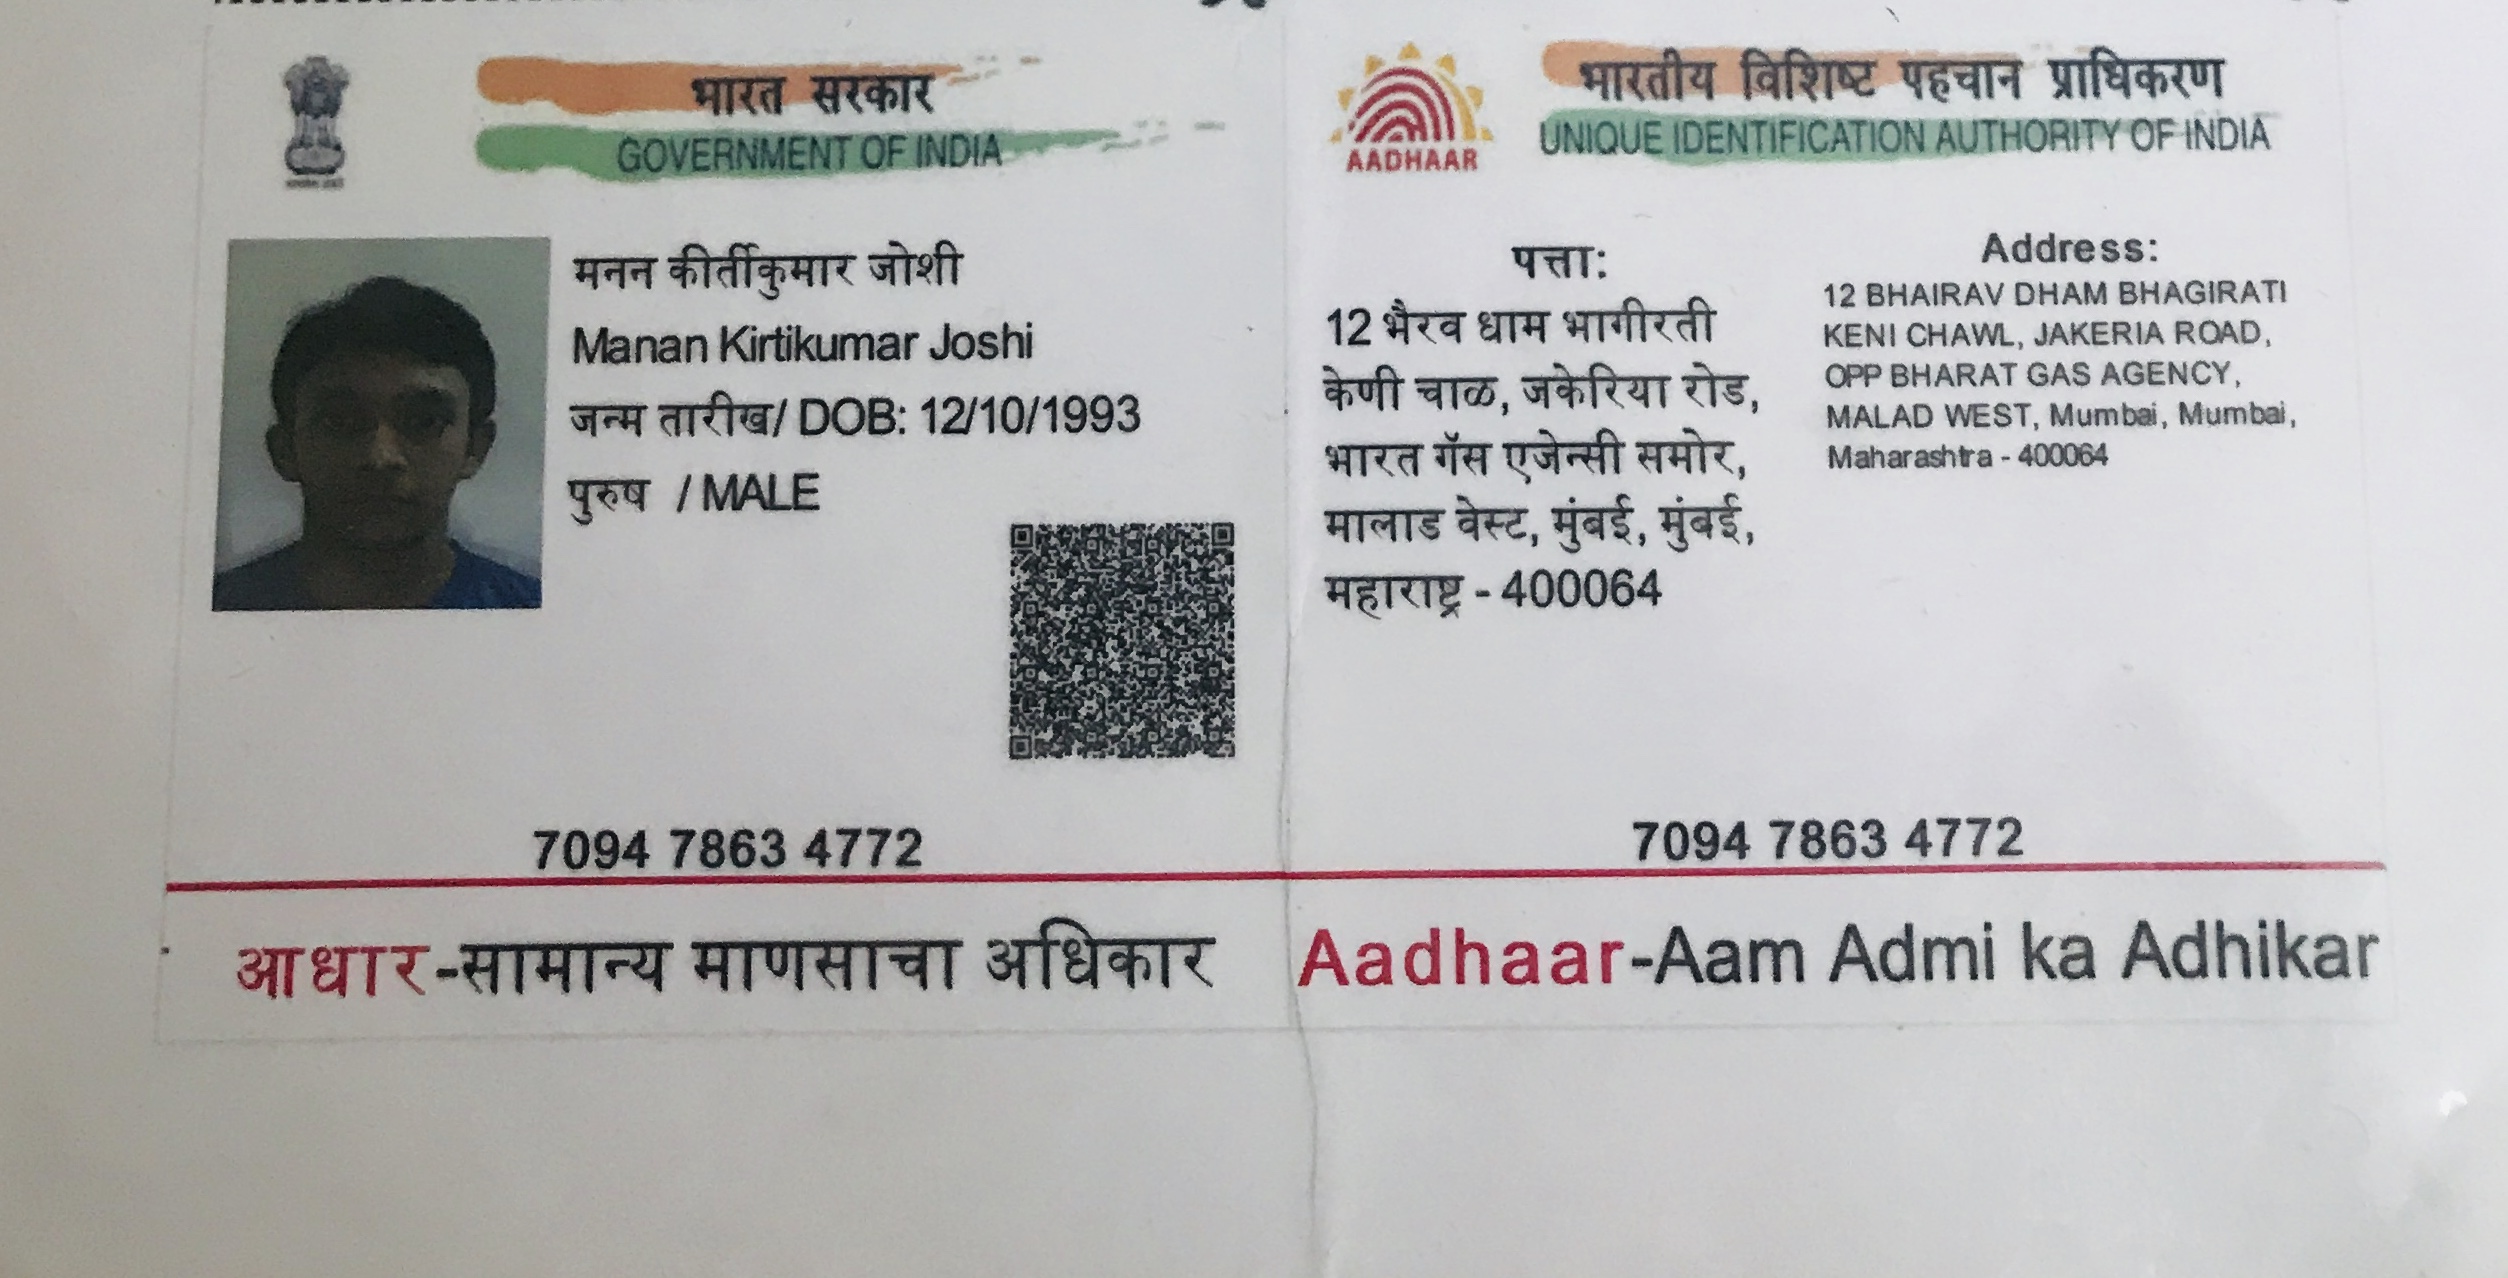 भारत सरकार
GOVERNMENT OF INDIA
मनन कीर्तीकुमार जोशी
Manan Kirtikumar Joshi
जन्म तारीख/ DOB: 12/10/1993
पुरुष / MALE
7094 7863 4772
आधार-सामान्य माणसाचा अधिकार
AADHAAR
भारतीय विशिष्ट पहचान प्राधिकरण
UNIQUE IDENTIFICATION AUTHORITY OF INDIA
पत्ता:
12 भैरव धाम भागीरती
केणी चाळ, जकेरिया रोड,
भारत गॅस एजेन्सी समोर,
मालाड वेस्ट, मुंबई, मुंबई,
महाराष्ट्र - 400064
Address:
12 BHAIRAV DHAM BHAGIRATI
KENI CHAWL, JAKERIA ROAD,
OPP BHARAT GAS AGENCY,
MALAD WEST, Mumbai, Mumbai,
Maharashtra - 400064
7094 7863 4772
Aadhaar-Aam Admi ka Adhikar